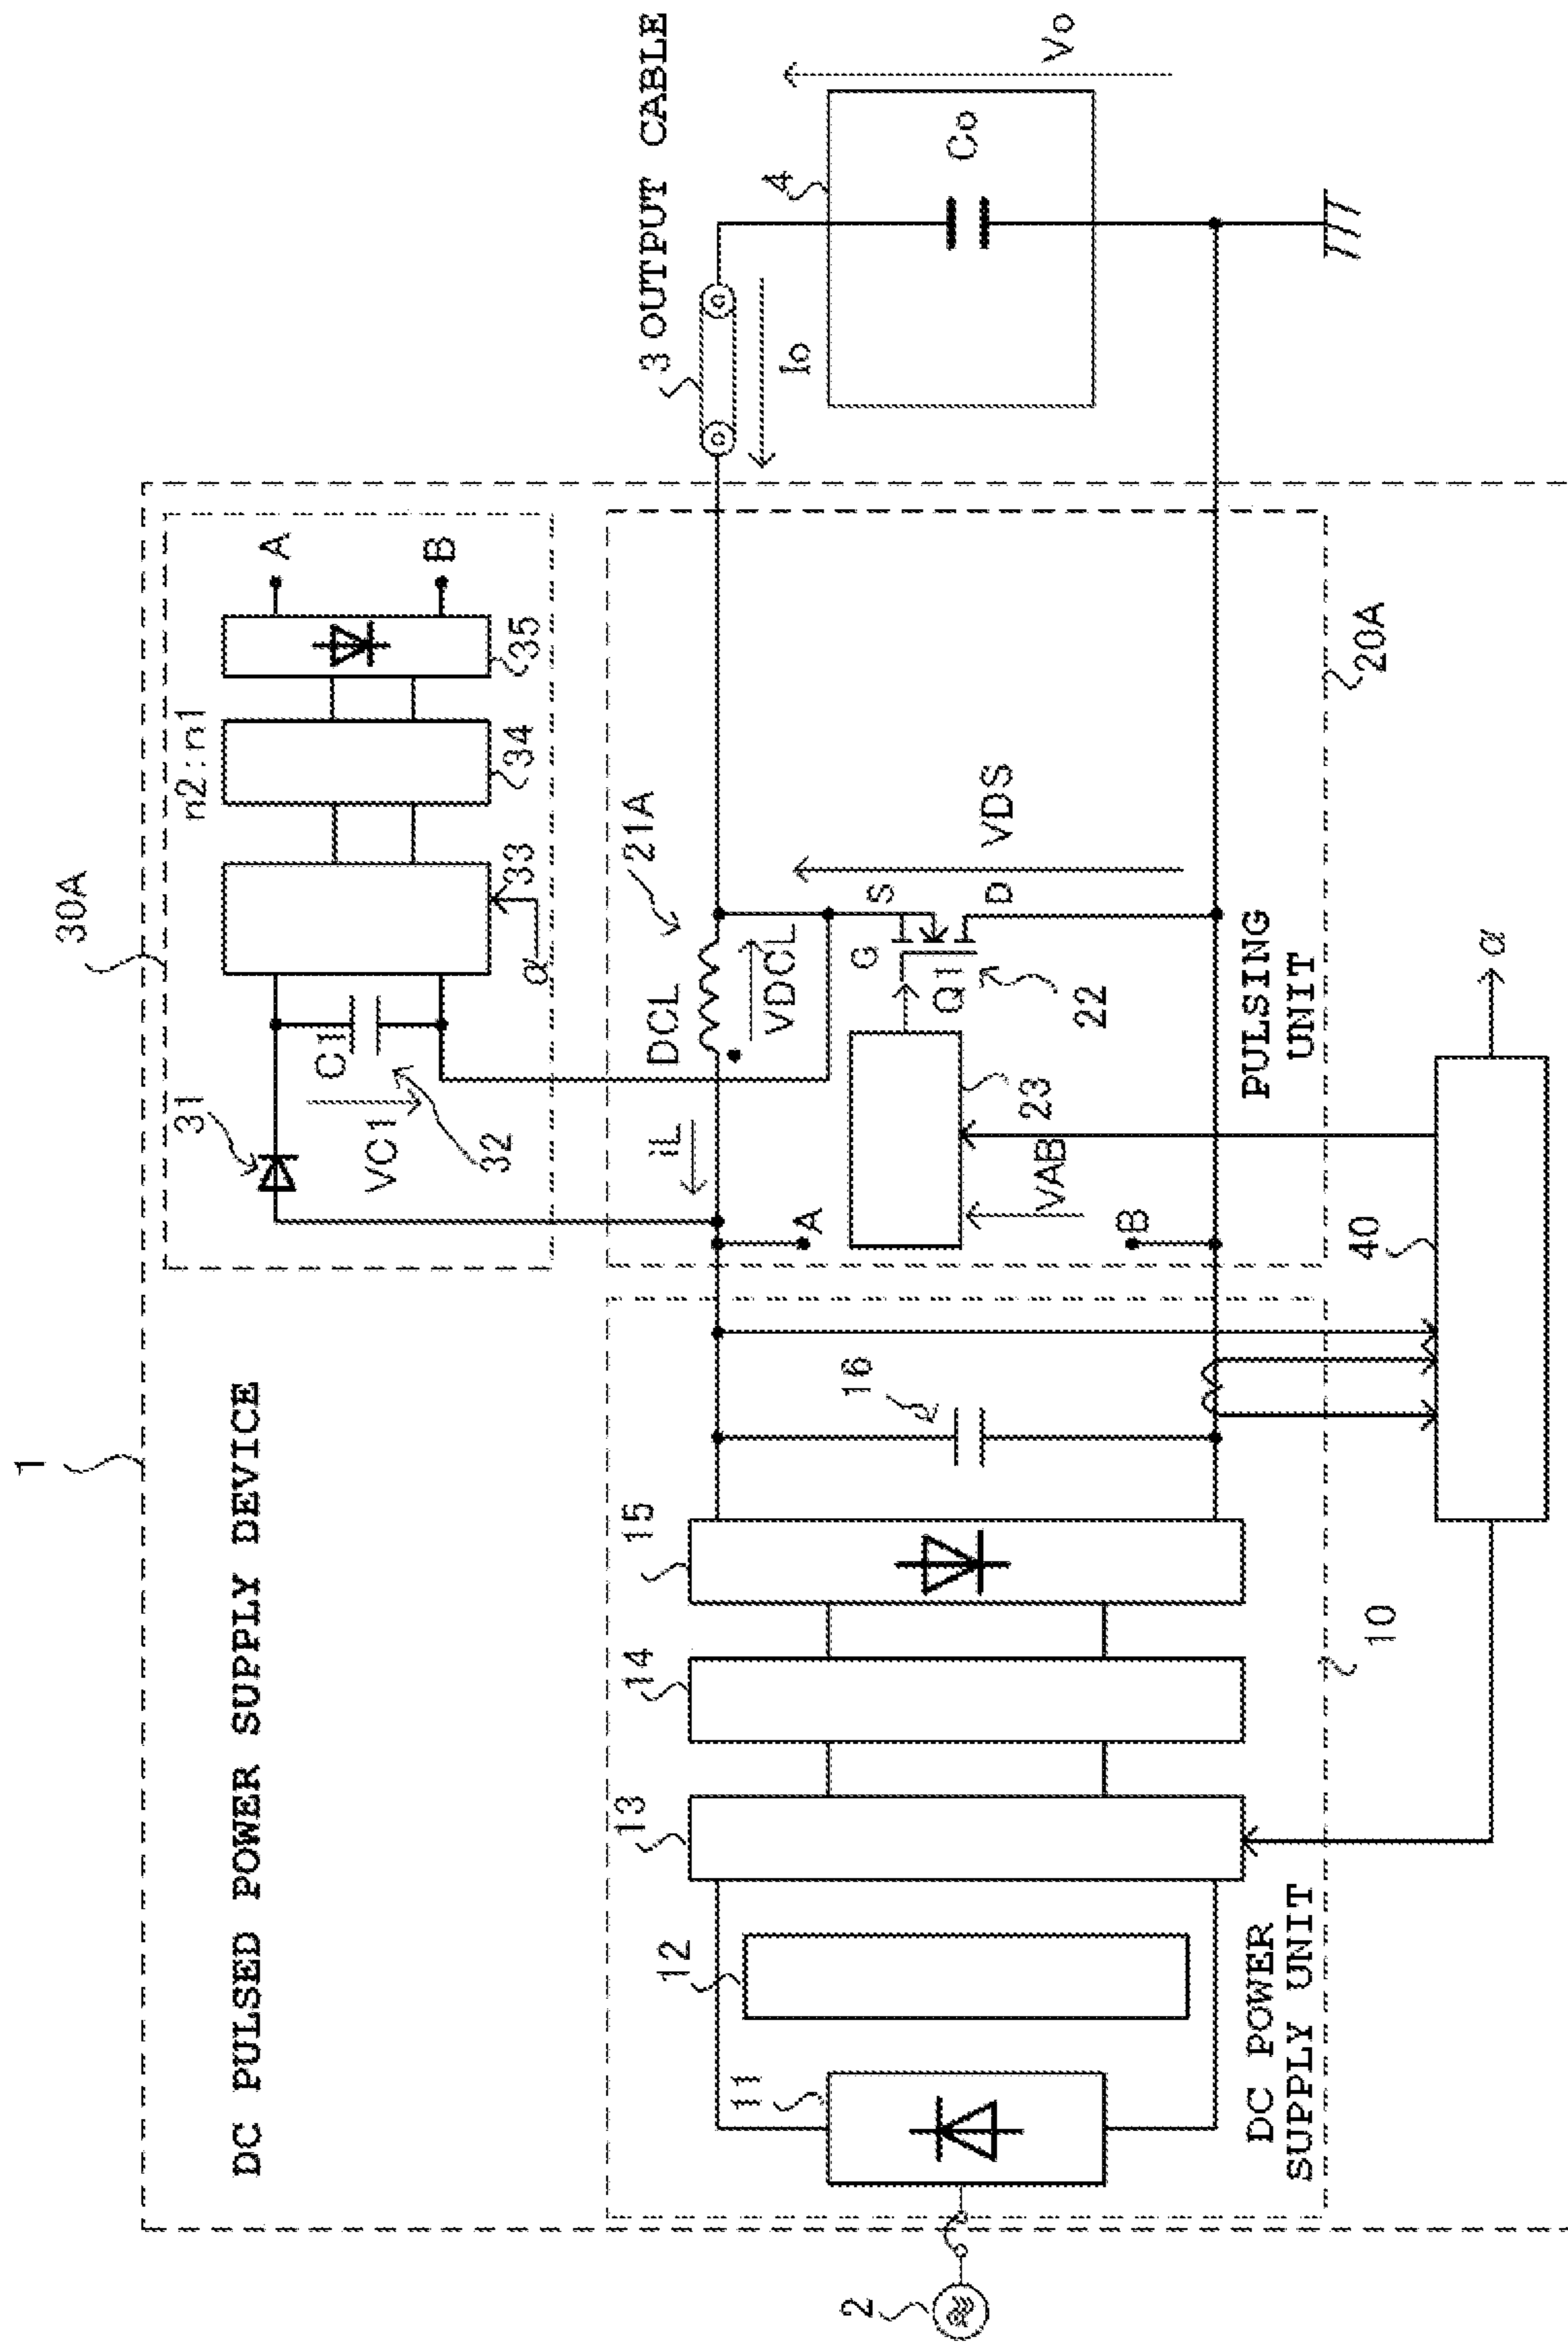 1
DC PULSED POWER SUPPLY DEVICE
30A
31
C1
VC1
32
α
33
n2:n1
34
35
A
B
3 OUTPUT CABLE
Io
4
Co
Vo
2
11
12
13
14
15
16
10
DC POWER
SUPPLY UNIT
iL
DCL
VDCL
21A
A
B
VAB
23
Q1
G
S
D
22
VDS
PULSING
UNIT
20A
40
α